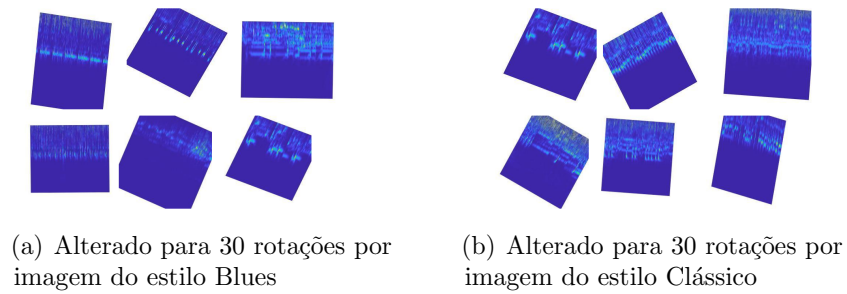 (a) Alterado para 30 rotações por
imagem do estilo Blues
(b) Alterado para 30 rotações por
imagem do estilo Clássico